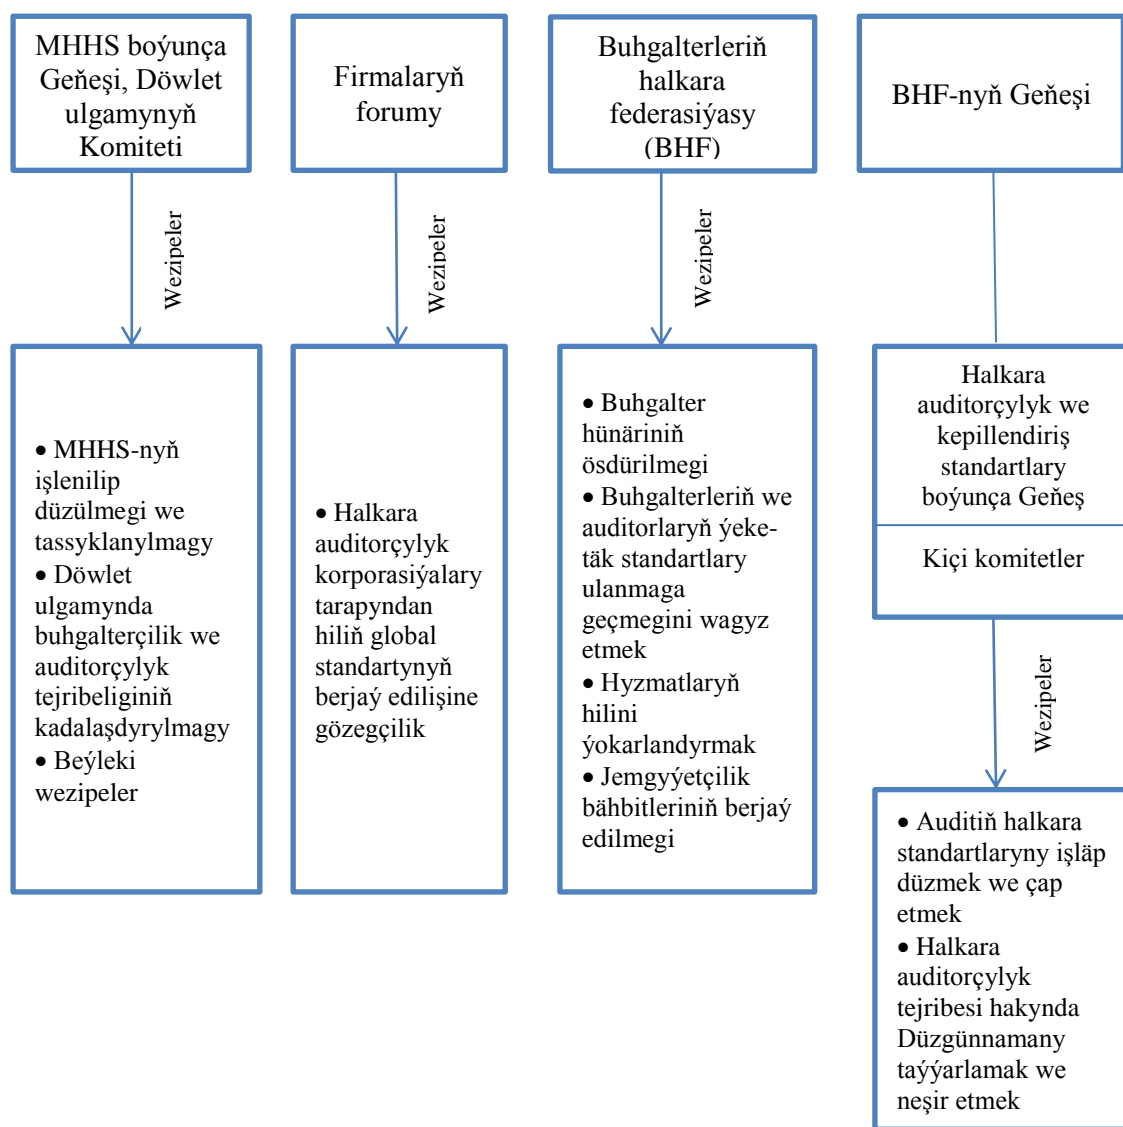 MHHS boýunça
Geňeşi, Döwlet
ulgamynyň
Komiteti
Firmalaryň
forumy
Buhgalterleriň
halkara
federasiýasy
(BHF)
BHF-nyň Geňeşi
Wezipeler
Wezipeler
Wezipeler
• MHHS-nyň
işlenilip
düzülmegi we
tassyklanylmagy
• Döwlet
ulgamynda
buhgalterçilik we
auditorçylyk
tejribeliginiň
kadalaşdyrylmagy
• Beýleki
wezipeler
• Halkara
auditorçylyk
korporasiýalary
tarapyndan
hiliň global
standartynyň
berjaý edilişine
gözegçilik
• Buhgalter
hünäriniň
ösdürilmegi
• Buhgalterleriň we
auditorlaryň ýeke-
täk standartlary
ulanmaga
geçmegini wagyz
etmek
• Hyzmatlaryň
hilini
ýokarlandyrmak
• Jemgyýetçilik
bähbitleriniň berjaý
edilmegi
Halkara
auditorçylyk we
kepillendiriş
standartlary
boýunça Geňeş
Kiçi komitetler
Wezipeler
• Auditiň halkara
standartlaryny işläp
düzmek we çap
etmek
• Halkara
auditorçylyk
tejribesi hakynda
Düzgünnamany
taýýarlamak we
neşir etmek